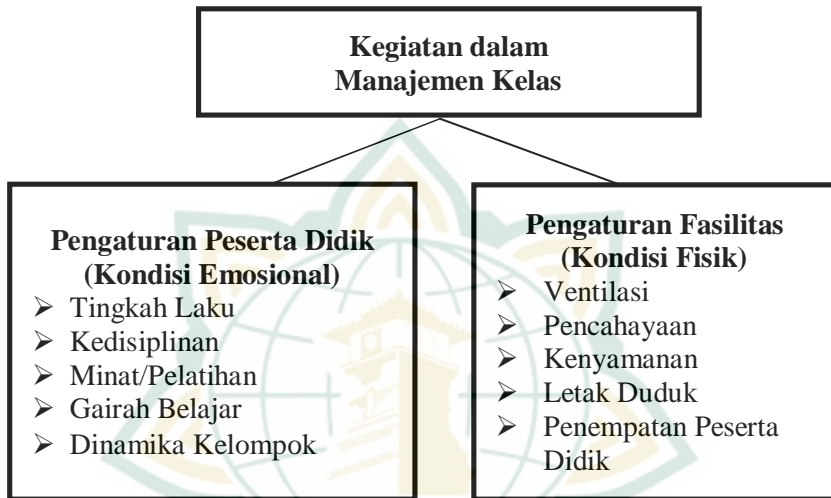 Kegiatan dalam
Manajemen Kelas
Pengaturan Peserta Didik
(Kondisi Emosional)
➢ Tingkah Laku
➢ Kedisiplinan
➢ Minat/Pelatihan
➢ Gairah Belajar
➢ Dinamika Kelompok
Pengaturan Fasilitas
(Kondisi Fisik)
➢ Ventilasi
➢ Pencahayaan
➢ Kenyamanan
➢ Letak Duduk
➢ Penempatan Peserta
Didik